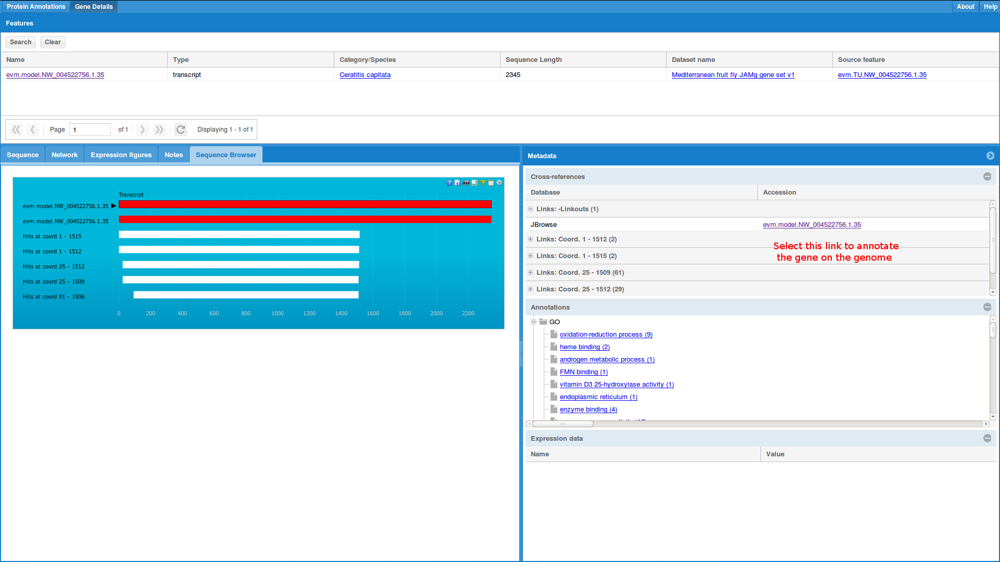 Protein Annotations Gene Details About Help
Features
Search Clear
Name Type Category/Species Sequence Length Dataset name Source feature
evm.model.NW_004522756.1.35 transcript Ceratitis capitata 2345 Mediterranean fruit fly JAMg gene set v1 evm.TU.NW_004522756.1.35
Page 1 of 1 Displaying 1 - 1 of 1
Sequence Network Expression figures Notes Sequence Browser
Transcript
evm.model.NW_004522756.1.35
evm.model.NW_004522756.1.35
Hits at coord 1 - 1515
Hits at coord 1 - 1512
Hits at coord 25 - 1512
Hits at coord 25 - 1509
Hits at coord 91 - 1506
0 200 400 600 800 1000 1200 1400 1600 1800 2000 2200
Metadata
Cross-references
Database Accession
Links: -Linkouts (1)
JBrowse evm.model.NW_004522756.1.35
Links: Coord. 1 - 1512 (2)
Select this link to annotate
the gene on the genome
Links: Coord. 1 - 1515 (2)
Links: Coord. 25 - 1509 (61)
Links: Coord. 25 - 1512 (29)
Annotations
GO
oxidation-reduction process (9)
heme binding (2)
androgen metabolic process (1)
FMN binding (1)
vitamin D3 25-hydroxylase activity (1)
endoplasmic reticulum (1)
enzyme binding (4)
Expression data
Name Value